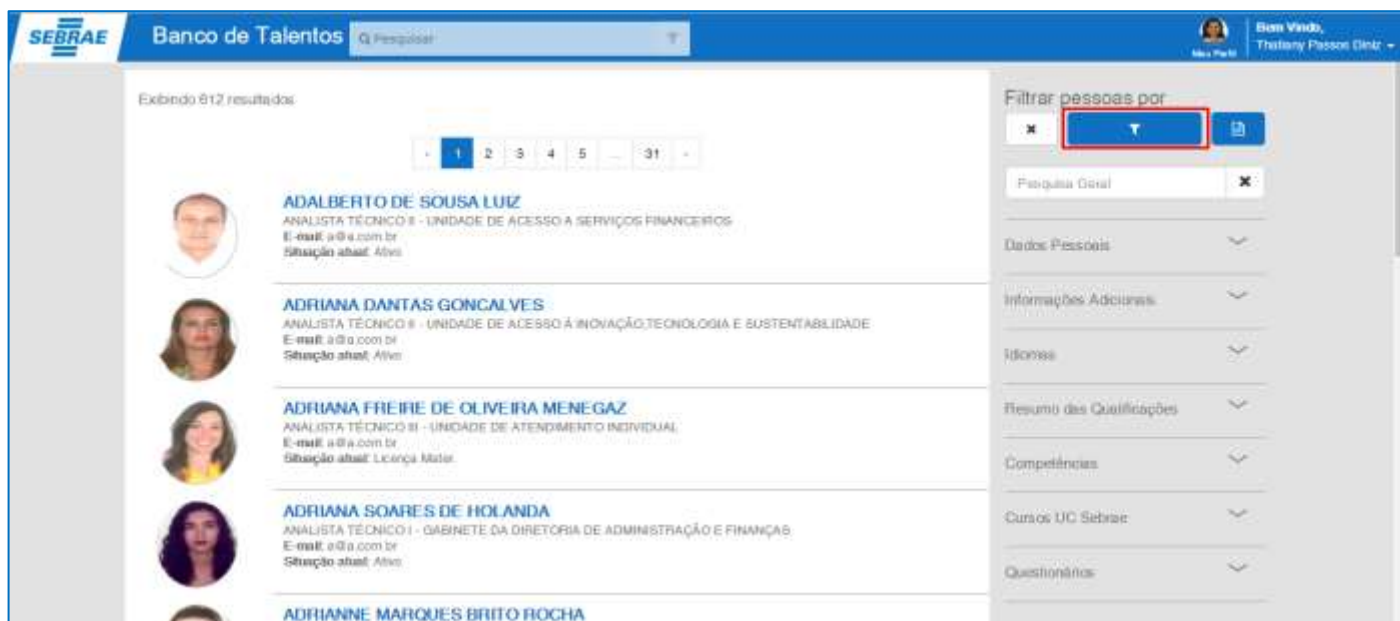 SEBRAE
Banco de Talentos
Pesquisar
Meu Perfil
Bem Vindo,
Thatiany Passos Diniz
Exibindo 612 resultados
1 2 3 4 5 ... 31
ADALBERTO DE SOUSA LUIZ
ANALISTA TÉCNICO II - UNIDADE DE ACESSO A SERVIÇOS FINANCEIROS
E-mail: a@a.com.br
Situação atual: Ativo
ADRIANA DANTAS GONCALVES
ANALISTA TÉCNICO II - UNIDADE DE ACESSO À INOVAÇÃO,TECNOLOGIA E SUSTENTABILIDADE
E-mail: a@a.com.br
Situação atual: Ativo
ADRIANA FREIRE DE OLIVEIRA MENEGAZ
ANALISTA TÉCNICO III - UNIDADE DE ATENDIMENTO INDIVIDUAL
E-mail: a@a.com.br
Situação atual: Licença Mater.
ADRIANA SOARES DE HOLANDA
ANALISTA TÉCNICO I - GABINETE DA DIRETORIA DE ADMINISTRAÇÃO E FINANÇAS
E-mail: a@a.com.br
Situação atual: Ativo
ADRIANNE MARQUES BRITO ROCHA
Filtrar pessoas por
Pesquisa Geral
Dados Pessoais
Informações Adicionais
Idiomas
Resumo das Qualificações
Competências
Cursos UC Sebrae
Questionários